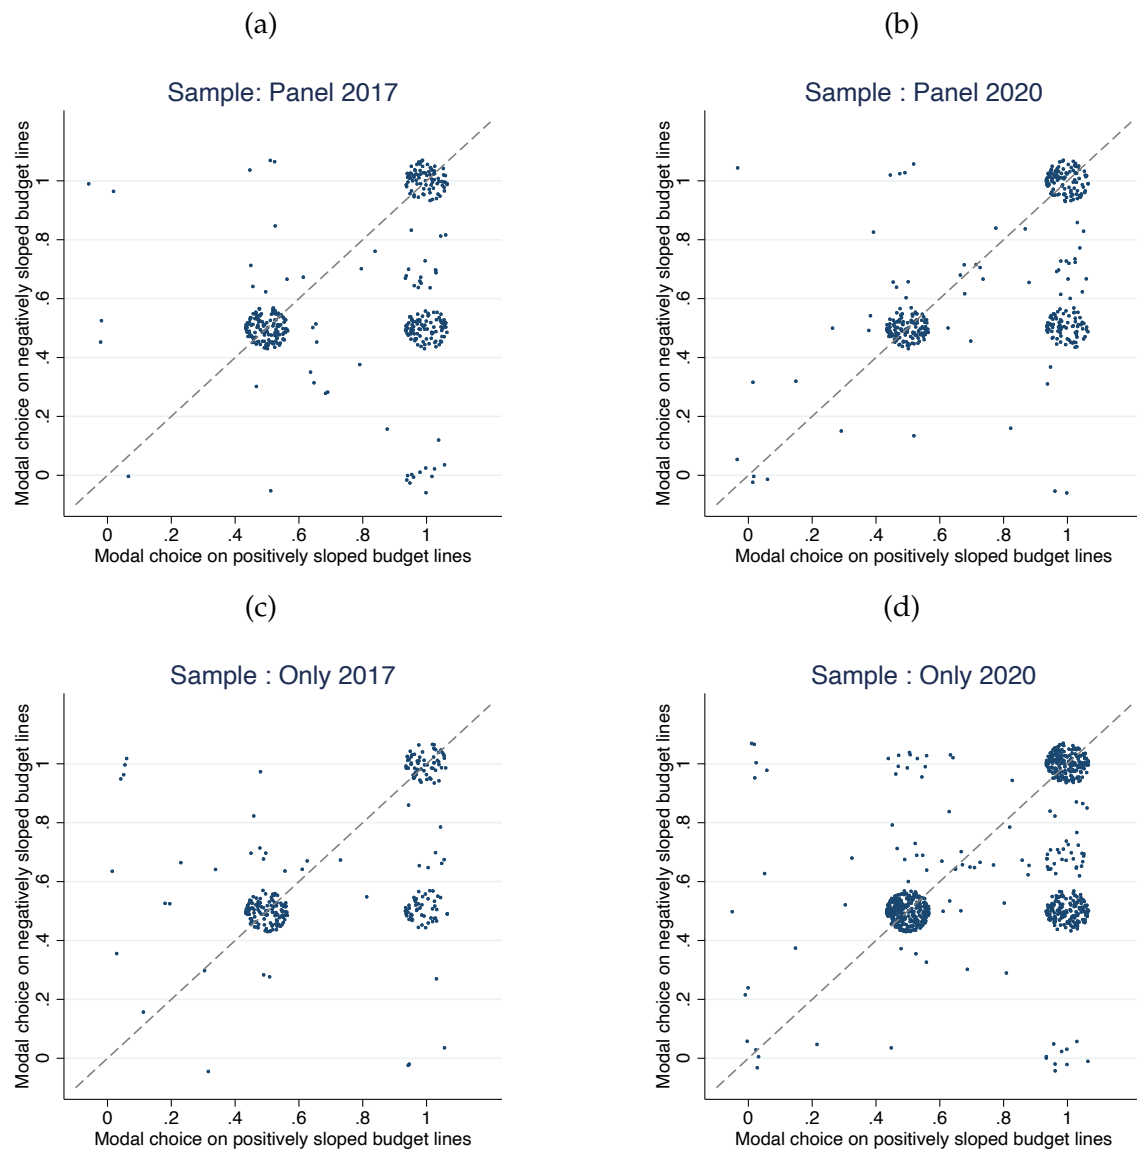 (a)
Sample: Panel 2017
Modal choice on negatively sloped budget lines
1
.8
.6
.4
.2
0
0 .2 .4 .6 .8 1
Modal choice on positively sloped budget lines
(b)
Sample : Panel 2020
Modal choice on negatively sloped budget lines
1
.8
.6
.4
.2
0
0 .2 .4 .6 .8 1
Modal choice on positively sloped budget lines
(c)
Sample : Only 2017
Modal choice on negatively sloped budget lines
1
.8
.6
.4
.2
0
0 .2 .4 .6 .8 1
Modal choice on positively sloped budget lines
(d)
Sample : Only 2020
Modal choice on negatively sloped budget lines
1
.8
.6
.4
.2
0
0 .2 .4 .6 .8 1
Modal choice on positively sloped budget lines